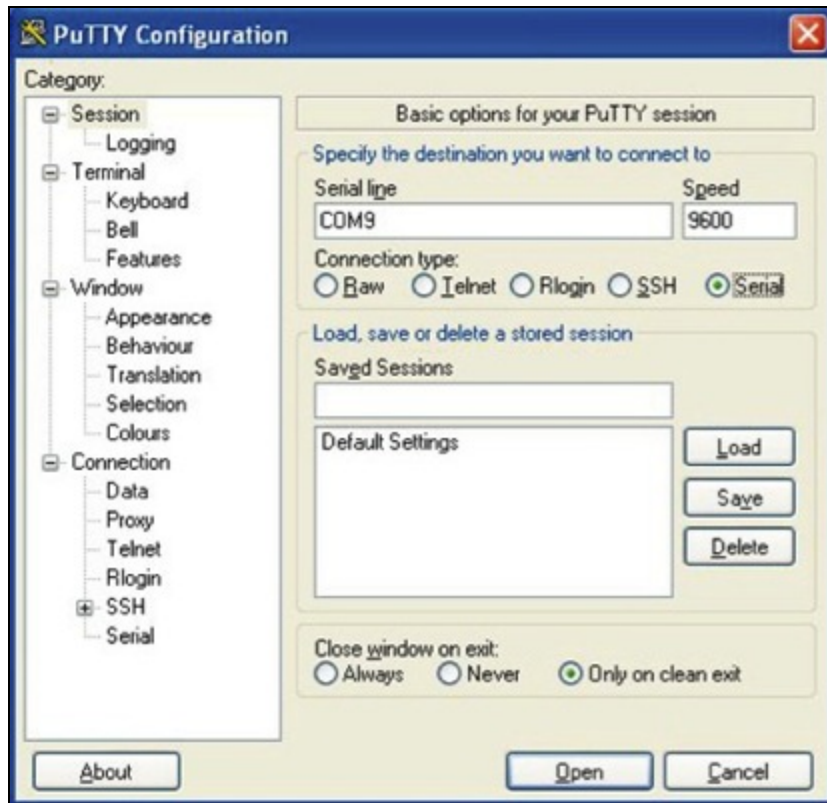 PuTTY Configuration
Category:
Session
Logging
Terminal
Keyboard
Bell
Features
Window
Appearance
Behaviour
Translation
Selection
Colours
Connection
Data
Proxy
Telnet
Rlogin
SSH
Serial
Basic options for your PuTTY session
Specify the destination you want to connect to
Serial line Speed
COM9 9600
Connection type:
Raw Telnet Rlogin SSH Serial
Load, save or delete a stored session
Saved Sessions
Default Settings
Load
Save
Delete
Close window on exit:
Always Never Only on clean exit
About Open Cancel